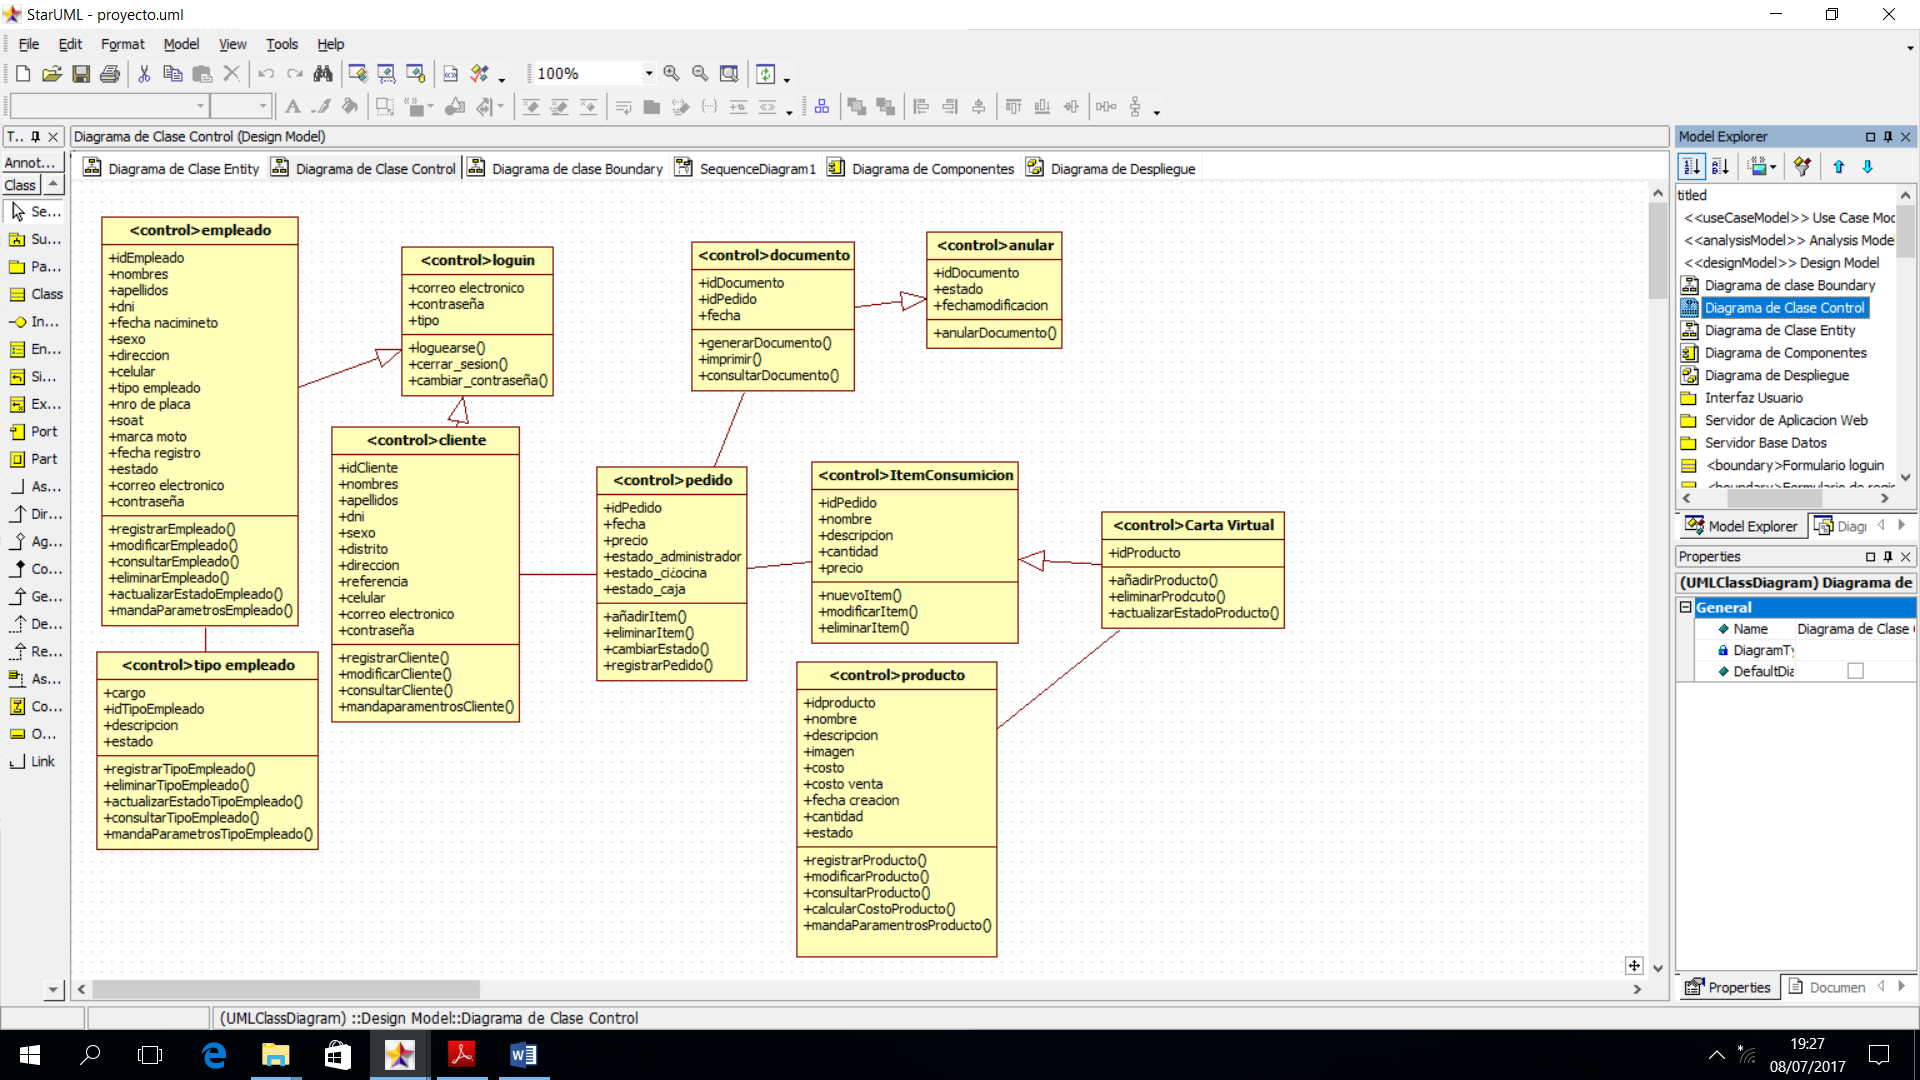 StarUML - proyecto.uml
File Edit Format Model View Tools Help
100%
T...
Diagrama de Clase Control (Design Model)
Model Explorer
Annot...
Class
Diagrama de Clase Entity
Diagrama de Clase Control
Diagrama de clase Boundary
SequenceDiagram1
Diagrama de Componentes
Diagrama de Despliegue
Se...
Su...
Pa...
Class
In...
En...
Si...
Ex...
Port
Part
As...
Dir...
Ag...
Co...
Ge...
De...
Re...
As...
Co...
O...
Link
<control>empleado
+idEmpleado
+nombres
+apellidos
+dni
+fecha nacimineto
+sexo
+direccion
+celular
+tipo empleado
+nro de placa
+soat
+marca moto
+fecha registro
+estado
+correo electronico
+contraseña
+registrarEmpleado()
+modificarEmpleado()
+consultarEmpleado()
+eliminarEmpleado()
+actualizarEstadoEmpleado()
+mandaParametrosEmpleado()
<control>tipo empleado
+cargo
+idTipoEmpleado
+descripcion
+estado
+registrarTipoEmpleado()
+eliminarTipoEmpleado()
+actualizarEstadoTipoEmpleado()
+consultarTipoEmpleado()
+mandaParametrosTipoEmpleado()
<control>loguin
+correo electronico
+contraseña
+tipo
+loguearse()
+cerrar_sesion()
+cambiar_contraseña()
<control>cliente
+idCliente
+nombres
+apellidos
+dni
+sexo
+distrito
+direccion
+referencia
+celular
+correo electronico
+contraseña
+registrarCliente()
+modificarCliente()
+consultarCliente()
+mandaparamentrosCliente()
<control>documento
+idDocumento
+idPedido
+fecha
+generarDocumento()
+imprimir()
+consultarDocumento()
<control>anular
+idDocumento
+estado
+fechamodificacion
+anularDocumento()
<control>pedido
+idPedido
+fecha
+precio
+estado_administrador
+estado_ciċocina
+estado_caja
+añadirItem()
+eliminarItem()
+cambiarEstado()
+registrarPedido()
<control>ItemConsumicion
+idPedido
+nombre
+descripcion
+cantidad
+precio
+nuevoItem()
+modificarItem()
+eliminarItem()
<control>Carta Virtual
+idProducto
+añadirProducto()
+eliminarProdcuto()
+actualizarEstadoProducto()
<control>producto
+idproducto
+nombre
+descripcion
+imagen
+costo
+costo venta
+fecha creacion
+cantidad
+estado
+registrarProducto()
+modificarProducto()
+consultarProducto()
+calcularCostoProducto()
+mandaParamentrosProducto()
titled
<<useCaseModel>> Use Case Mod
<<analysisModel>> Analysis Model
<<designModel>> Design Model
Diagrama de clase Boundary
Diagrama de Clase Control
Diagrama de Clase Entity
Diagrama de Componentes
Diagrama de Despliegue
Interfaz Usuario
Servidor de Aplicacion Web
Servidor Base Datos
<boundary>Formulario loguin
<boundary>Formulario de regis
Model Explorer
Diagr
Properties
(UMLClassDiagram) Diagrama de
General
Name Diagrama de Clase
DiagramTy
DefaultDia
Properties
Documen
(UMLClassDiagram) ::Design Model::Diagrama de Clase Control
19:27
08/07/2017